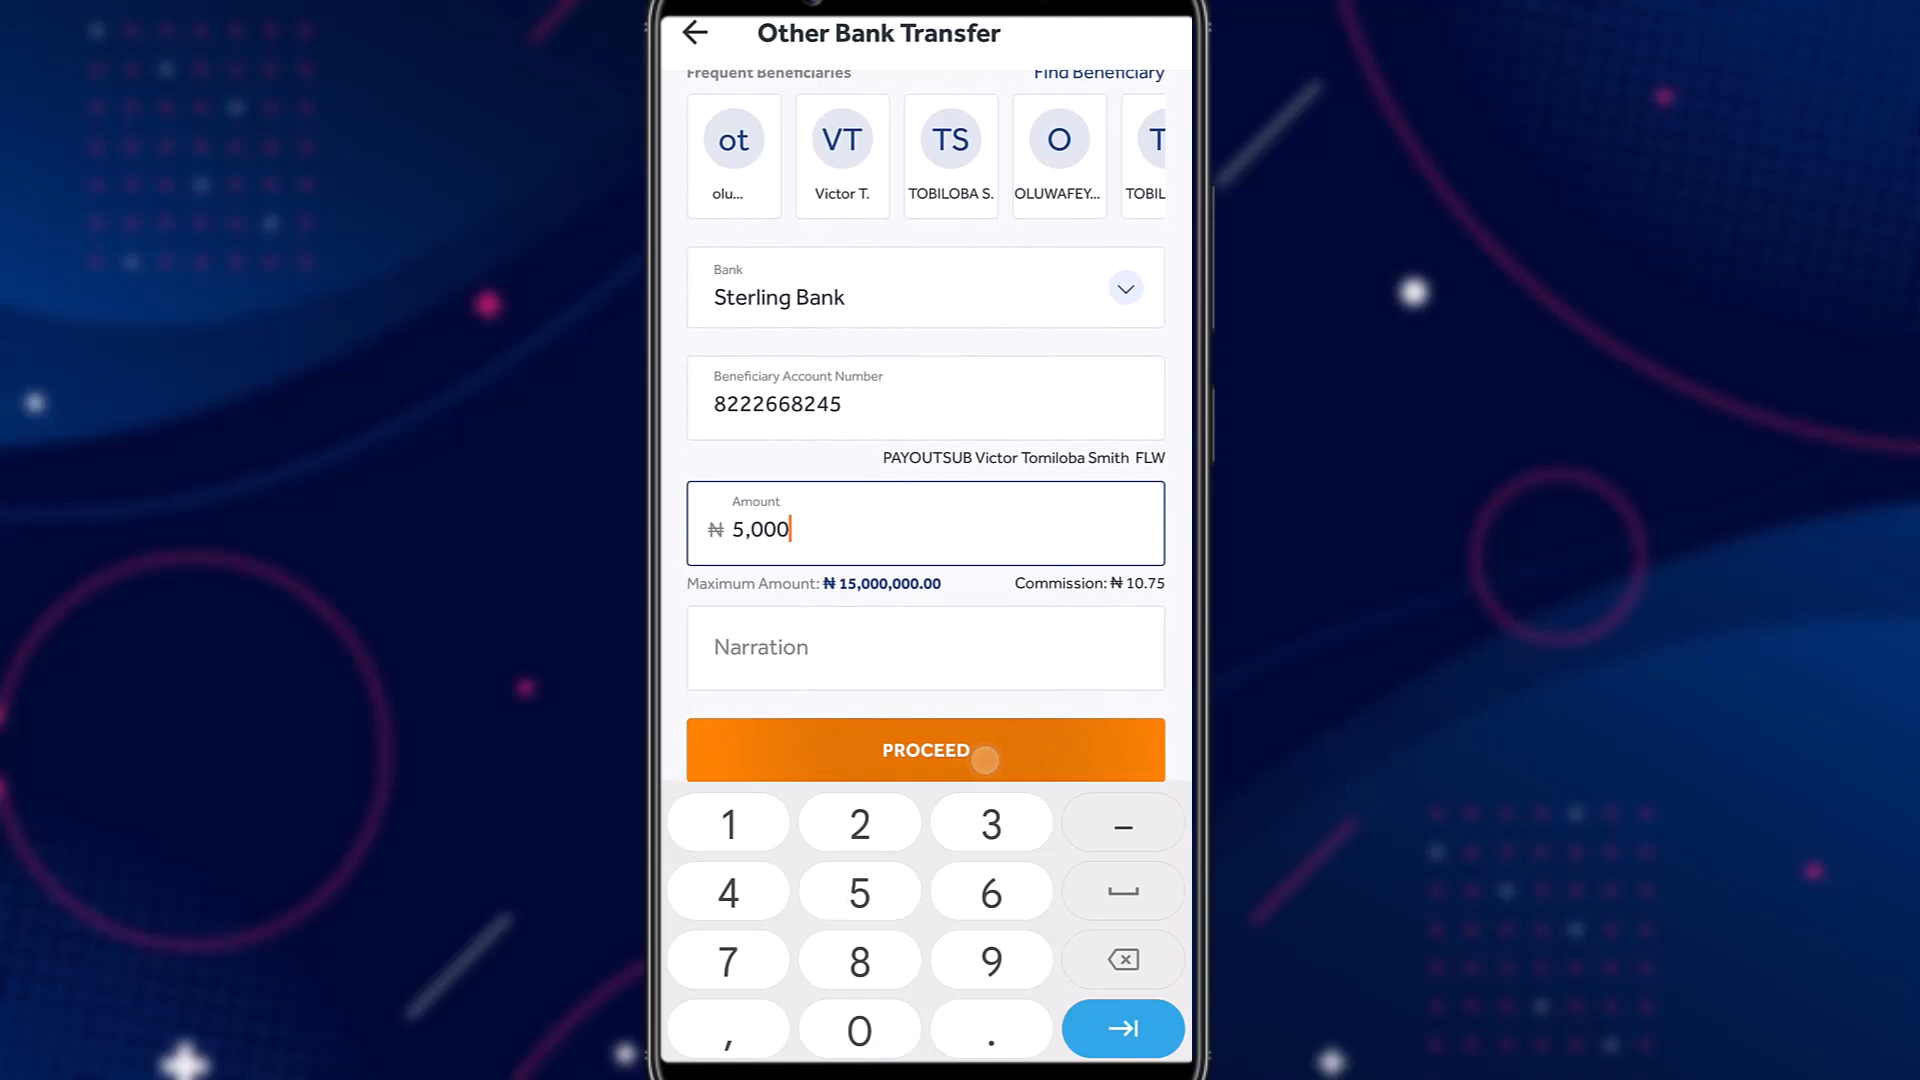 Other Bank Transfer
Frequent Beneficiaries
Find Beneficiary
ot
VT
TS
O
T
olu...
Victor T.
TOBILOBA S.
OLUWAFEY...
TOBIL
Bank
Sterling Bank
Beneficiary Account Number
8222668245
PAYOUTSUB Victor Tomiloba Smith FLW
Amount
₦ 5,000
Maximum Amount: ₦ 15,000,000.00
Commission: ₦ 10.75
Narration
PROCEED
1 2 3 –
4 5 6
7 8 9
, 0 .